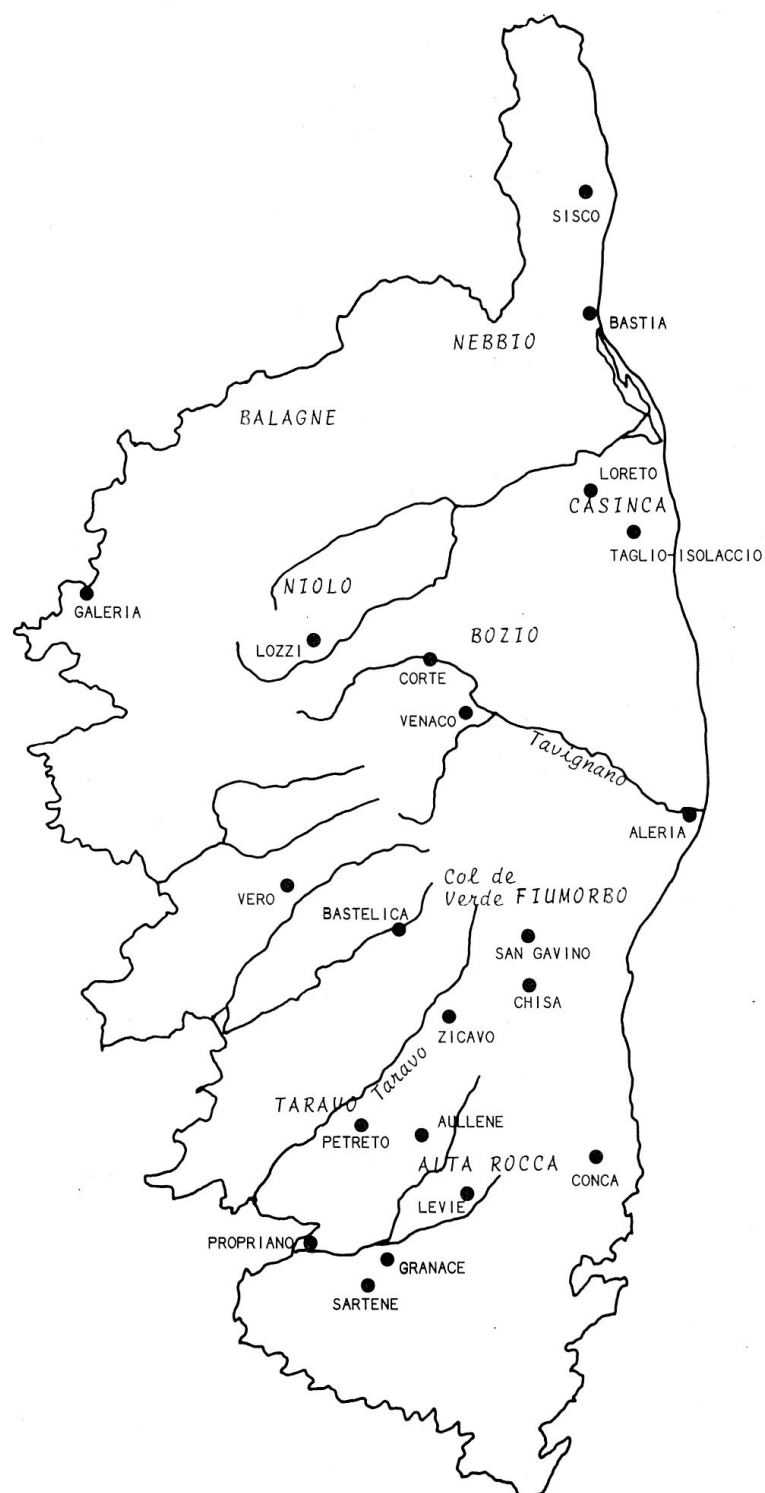 SISCO
BASTIA
NEBBIO
BALAGNE
LORETO
CASINCA
TAGLIO-ISOLACCIO
NIOLO
GALERIA
LOZZI
BOZIO
CORTE
VENACO
Tavignano
ALERIA
VERO
Col de
Verde FIUMORBO
BASTELICA
SAN GAVINO
CHISA
ZICAVO
TARAVO
Taravo
PETRETO
AULLENE
ALTA ROCCA
CONCA
LEVIE
PROPRIANO
GRANACE
SARTENE